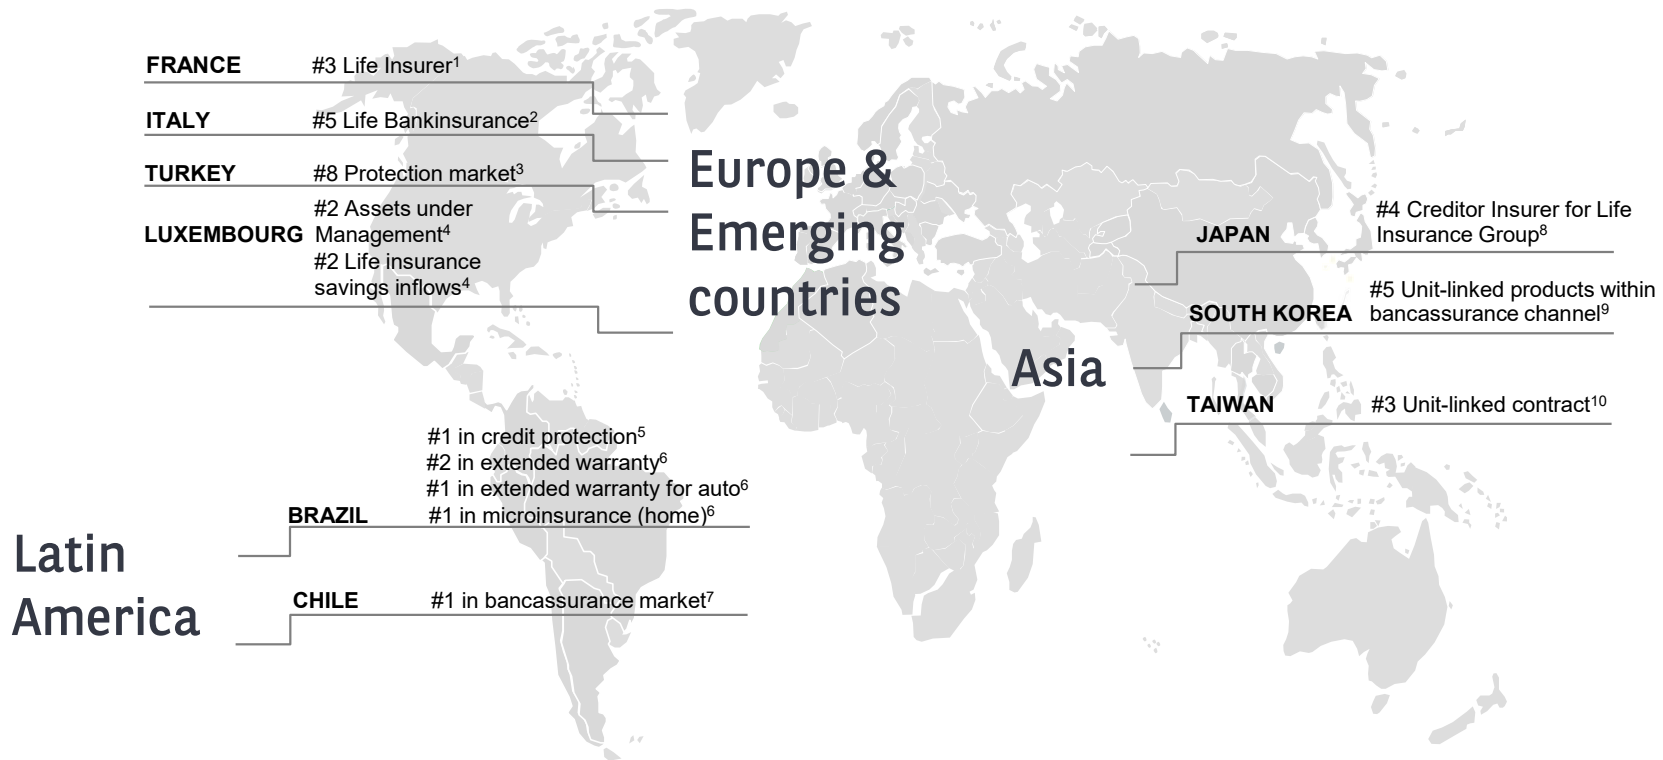 FRANCE #3 Life Insurer¹
ITALY #5 Life Bankinsurance²
TURKEY #8 Protection market³
LUXEMBOURG
#2 Assets under
Management⁴
#2 Life insurance
savings inflows⁴
Europe &
Emerging
countries
JAPAN
#4 Creditor Insurer for Life
Insurance Group⁸
SOUTH KOREA
#5 Unit-linked products within
bancassurance channel⁹
Asia
TAIWAN #3 Unit-linked contract¹⁰
#1 in credit protection⁵
#2 in extended warranty⁶
#1 in extended warranty for auto⁶
BRAZIL #1 in microinsurance (home)⁶
Latin
America
CHILE #1 in bancassurance market⁷